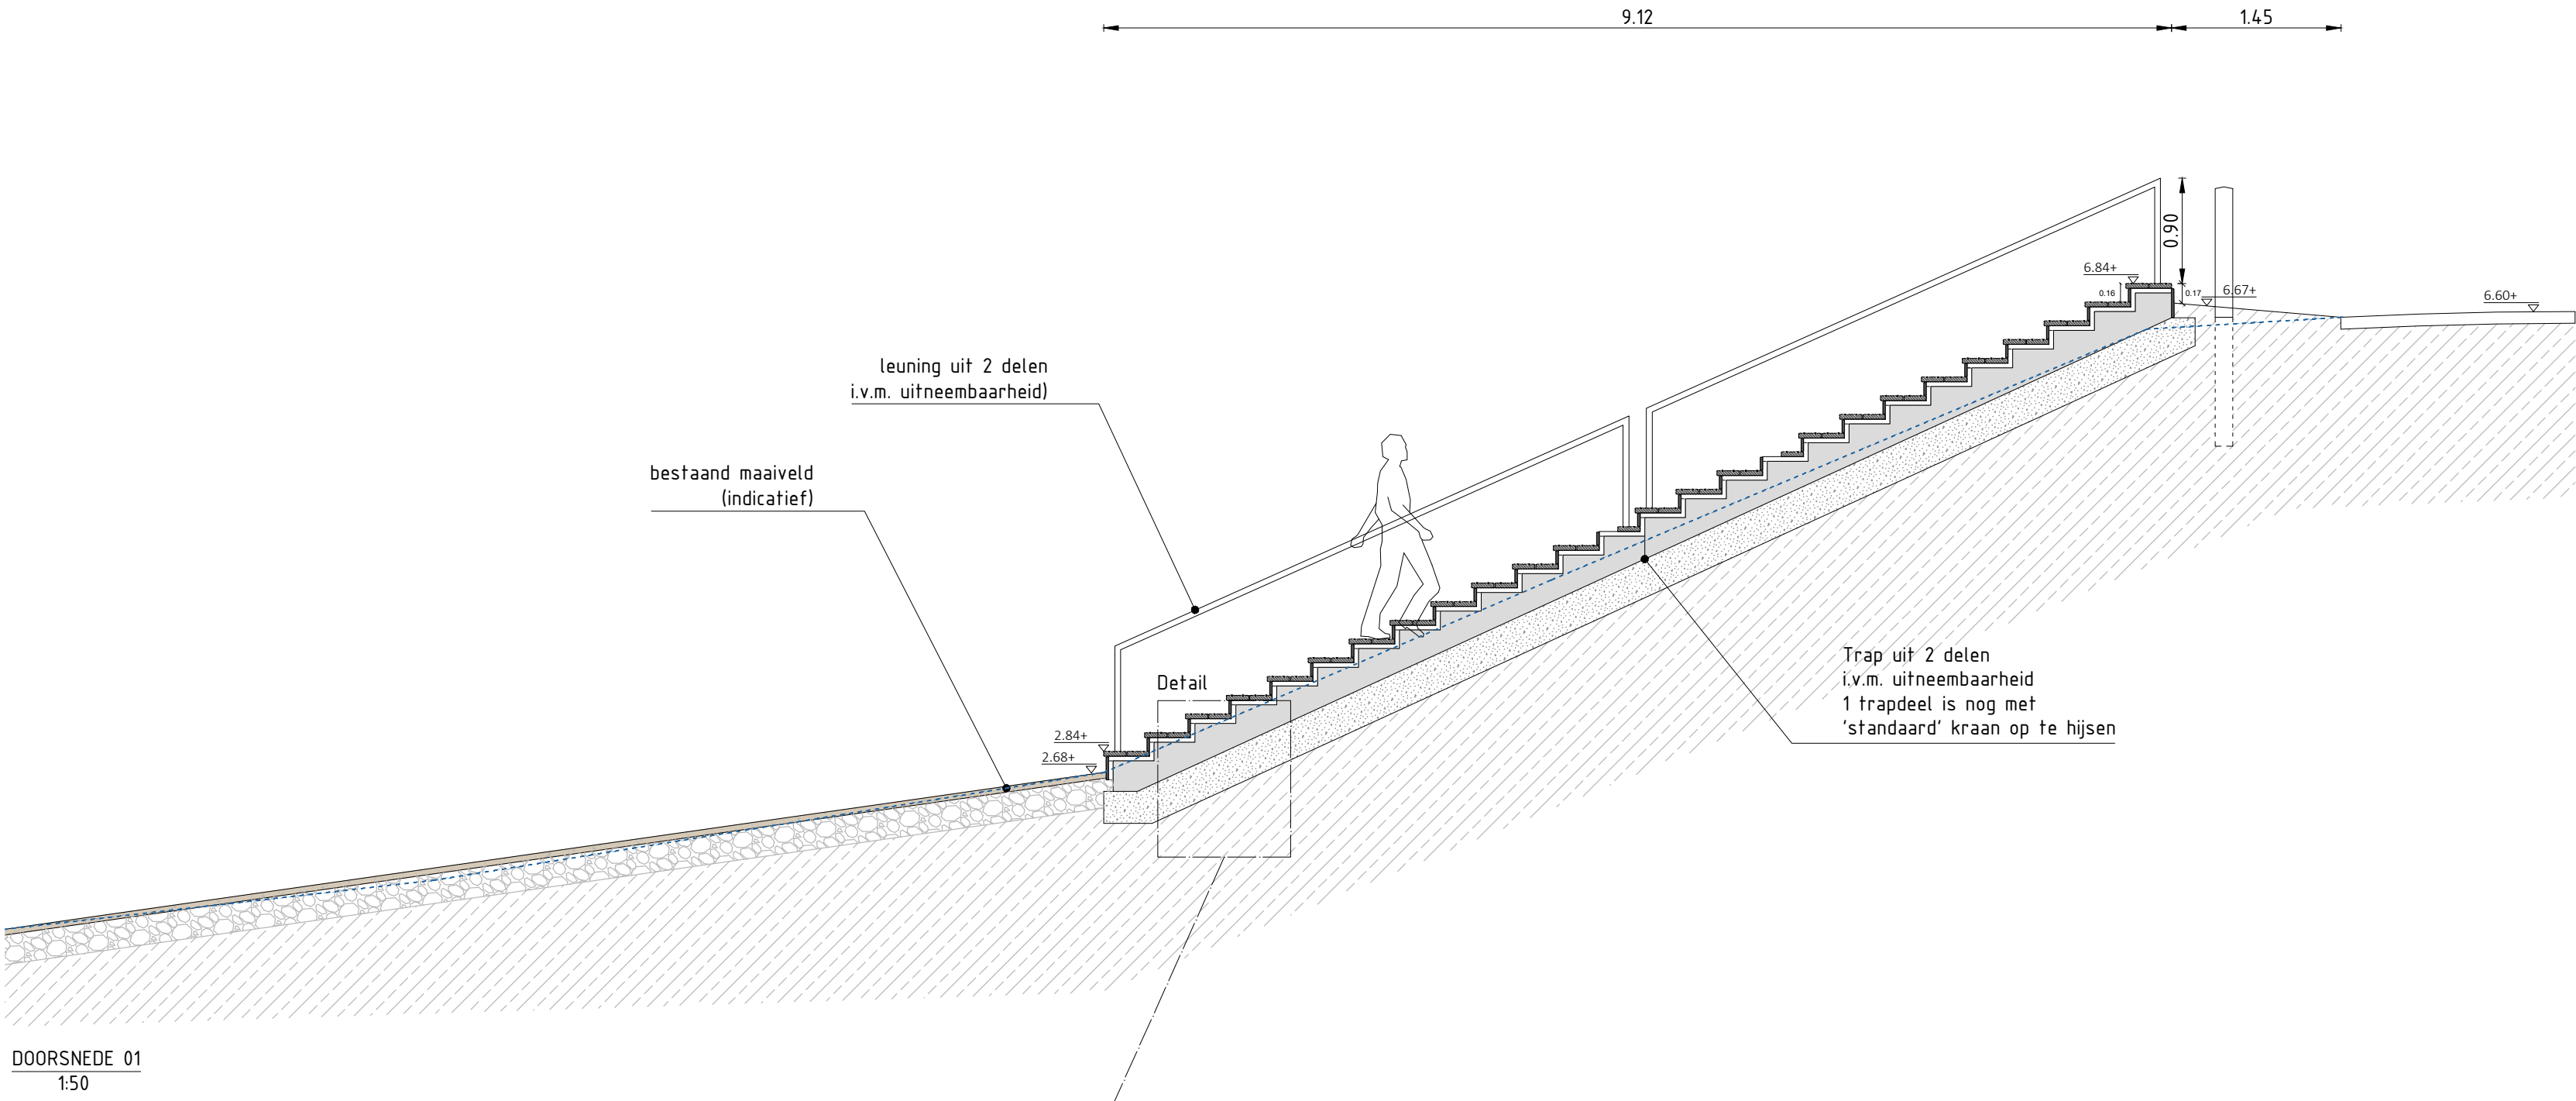 9.12
1.45
0.90
6.84+
0.16
0.17
6.67+
6.60+
leuning uit 2 delen
i.v.m. uitneembaarheid)
bestaand maaiveld
(indicatief)
Trap uit 2 delen
i.v.m. uitneembaarheid
1 trapdeel is nog met
'standaard' kraan op te hijsen
Detail
2.84+
2.68+
DOORSNEDE 01
1:50